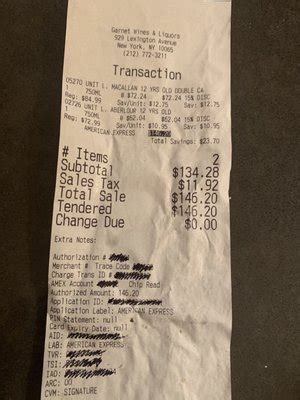 Garnet Wines & Liquors
929 Lexington Avenue
New York, NY 10065
(212) 772-3211
Transaction
05270 UNIT L. MACALLAN 12 YRS OLD DOUBLE CA
1 750ML @ $72.24 $72.24 15% DISC
Reg: $84.99 Sav/Unit: $12.75 Sav: $12.75
02726 UNIT L. ABERLOUR 12 YRS OLD
1 750ML @ $62.04 $62.04 15% DISC
Reg: $72.95 Sav/Unit: $10.95 Sav: $10.95
AMERICAN EXPRESS $146.20
Total Savings: $23.70
# Items 2
Subtotal $134.28
Sales Tax $11.92
Total Sale $146.20
Tendered $146.20
Change Due $0.00
Extra Notes:
Authorization #
Merchant # Trace Code
Charge Trans ID #
AMEX Account Chip Read
Authorized Amount: 146.20
Application ID:
Application Label: AMERICAN EXPRESS
PIN Statement: null
Card Expiry Date: null
AID:
LAB: AMERICAN EXPRESS
TVR:
TSI:
IAD:
ARC: 00
CVM: SIGNATURE